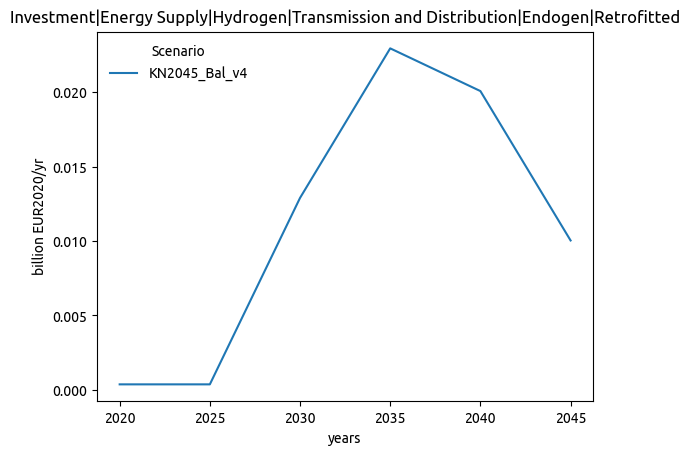 Investment|Energy Supply|Hydrogen|Transmission and Distribution|Endogen|Retrofitted
Scenario
KN2045_Bal_v4
0.020
0.015
0.010
0.005
0.000
billion EUR2020/yr
2020 2025 2030 2035 2040 2045
years